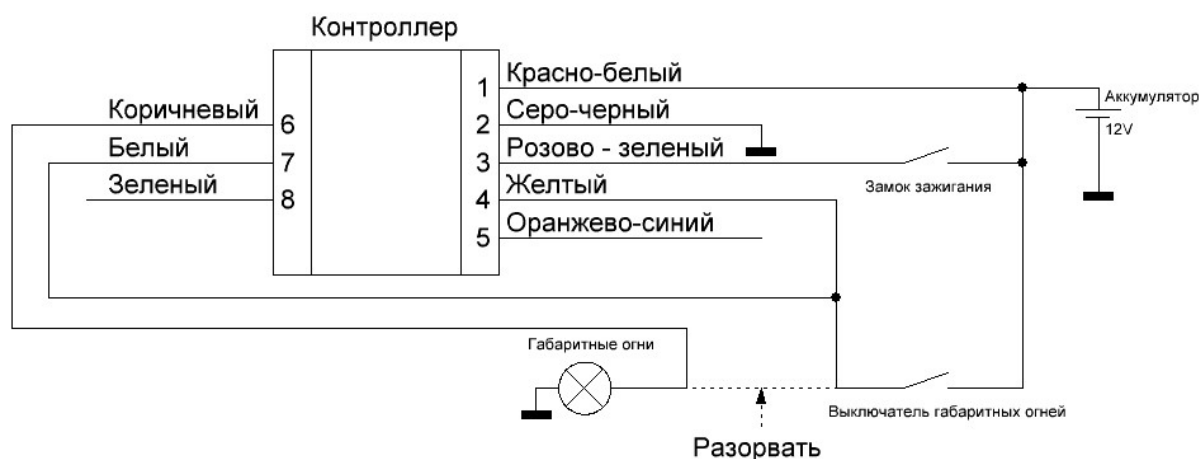 Контроллер
Красно-белый
1
Аккумулятор
12V
Коричневый
6
Серо-черный
2
Белый
7
Розово - зеленый
3
Замок зажигания
Зеленый
8
Желтый
4
Оранжево-синий
5
Габаритные огни
Выключатель габаритных огней
Разорвать